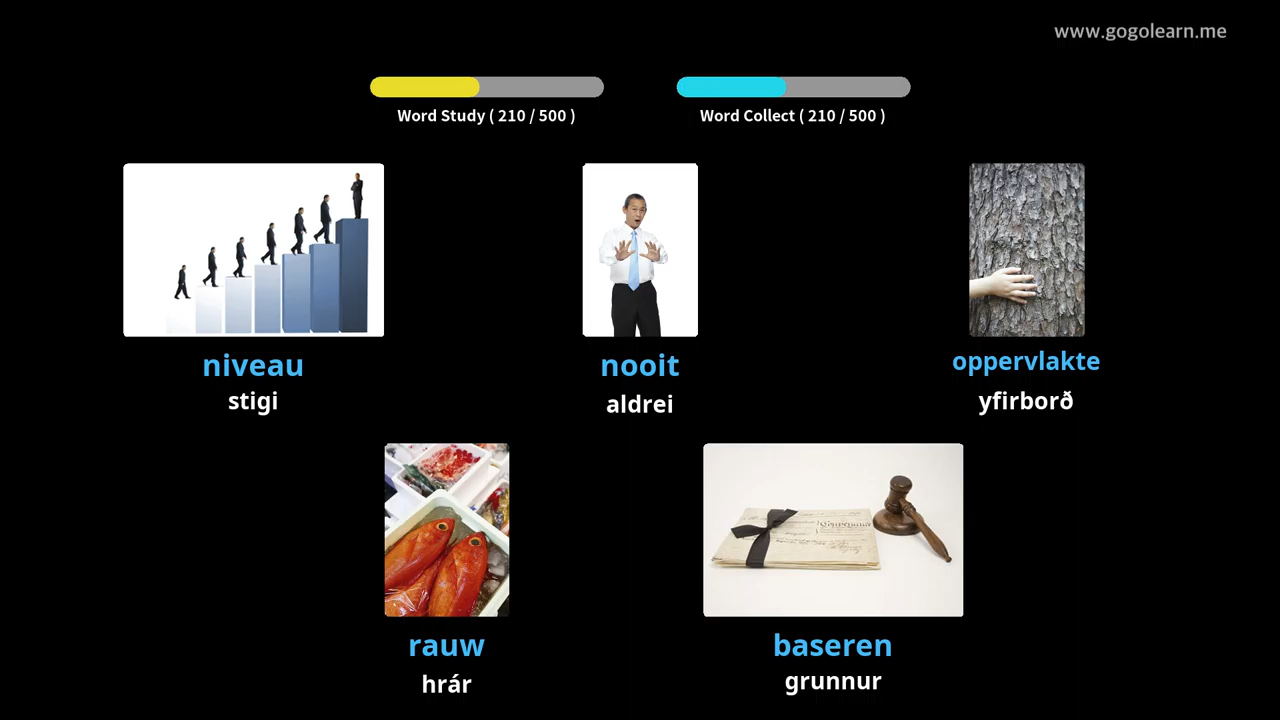 www.gogolearn.me
Word Study ( 210 / 500 )
Word Collect ( 210 / 500 )
niveau
stigi
nooit
aldrei
oppervlakte
yfirborð
rauw
hrár
baseren
grunnur